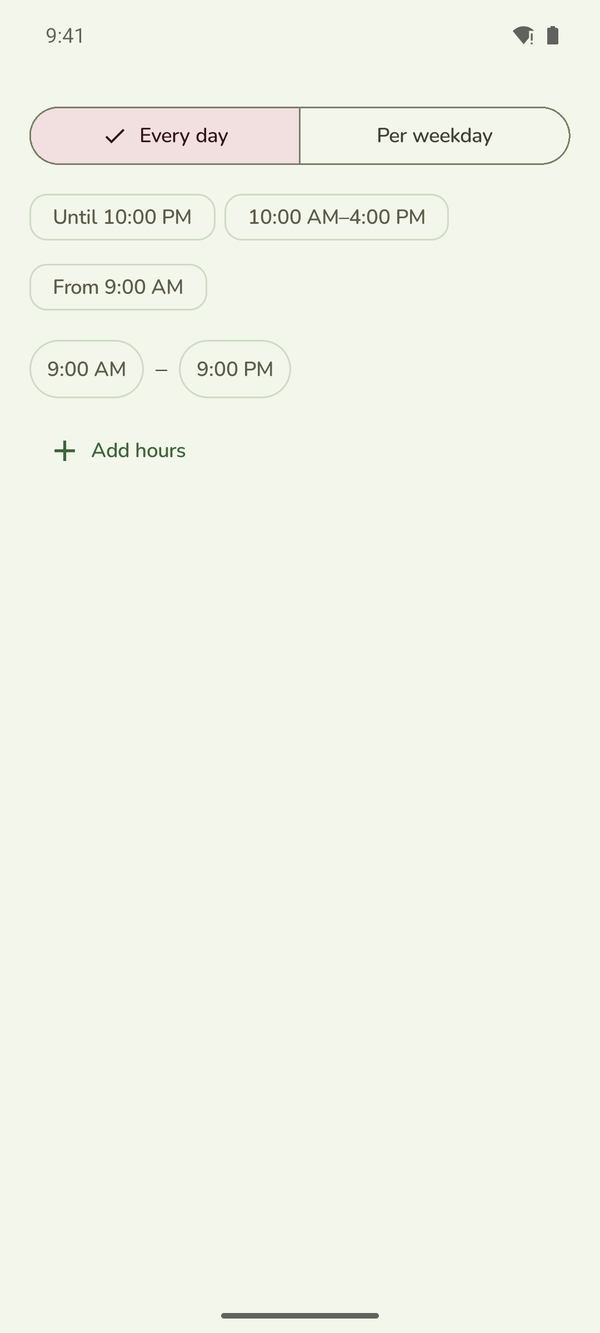 9:41
Every day
Per weekday
Until 10:00 PM
10:00 AM–4:00 PM
From 9:00 AM
9:00 AM – 9:00 PM
Add hours